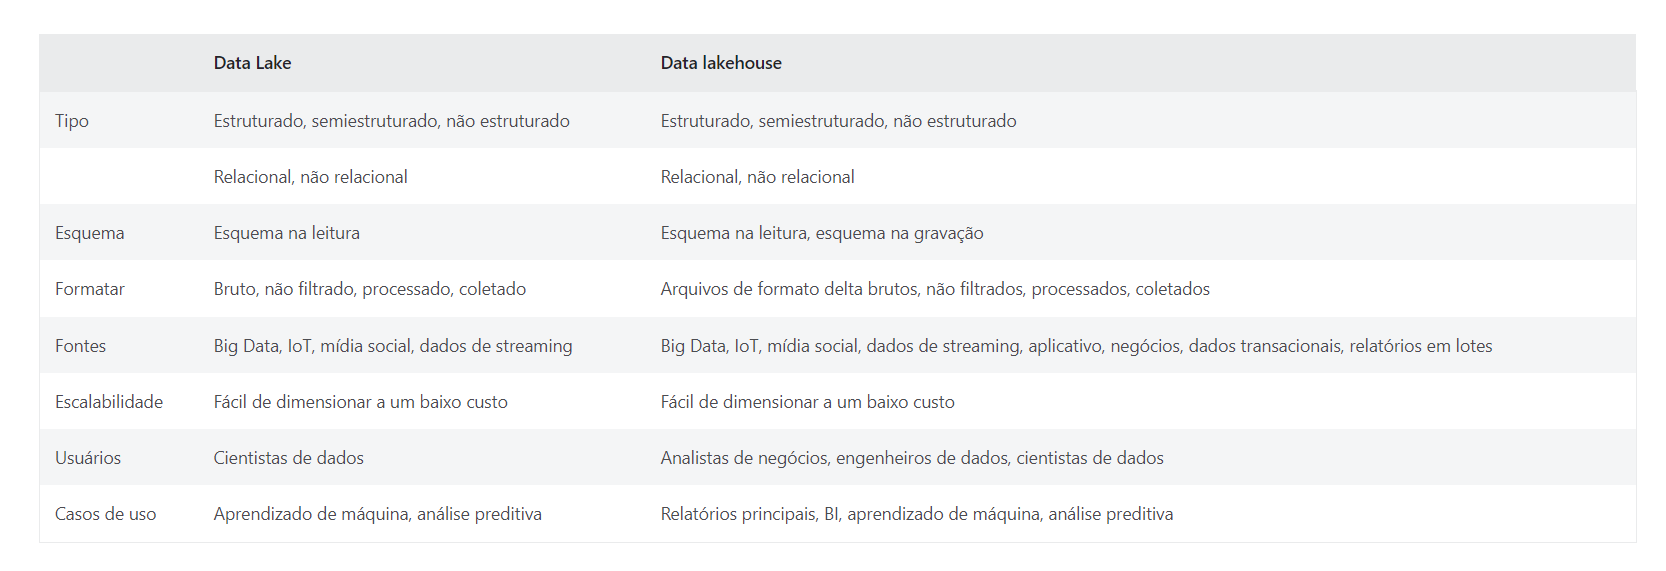 Data Lake Data lakehouse
Tipo Estruturado, semiestruturado, não estruturado Estruturado, semiestruturado, não estruturado
Relacional, não relacional Relacional, não relacional
Esquema Esquema na leitura Esquema na leitura, esquema na gravação
Formatar Bruto, não filtrado, processado, coletado Arquivos de formato delta brutos, não filtrados, processados, coletados
Fontes Big Data, IoT, mídia social, dados de streaming Big Data, IoT, mídia social, dados de streaming, aplicativo, negócios, dados transacionais, relatórios em lotes
Escalabilidade Fácil de dimensionar a um baixo custo Fácil de dimensionar a um baixo custo
Usuários Cientistas de dados Analistas de negócios, engenheiros de dados, cientistas de dados
Casos de uso Aprendizado de máquina, análise preditiva Relatórios principais, BI, aprendizado de máquina, análise preditiva